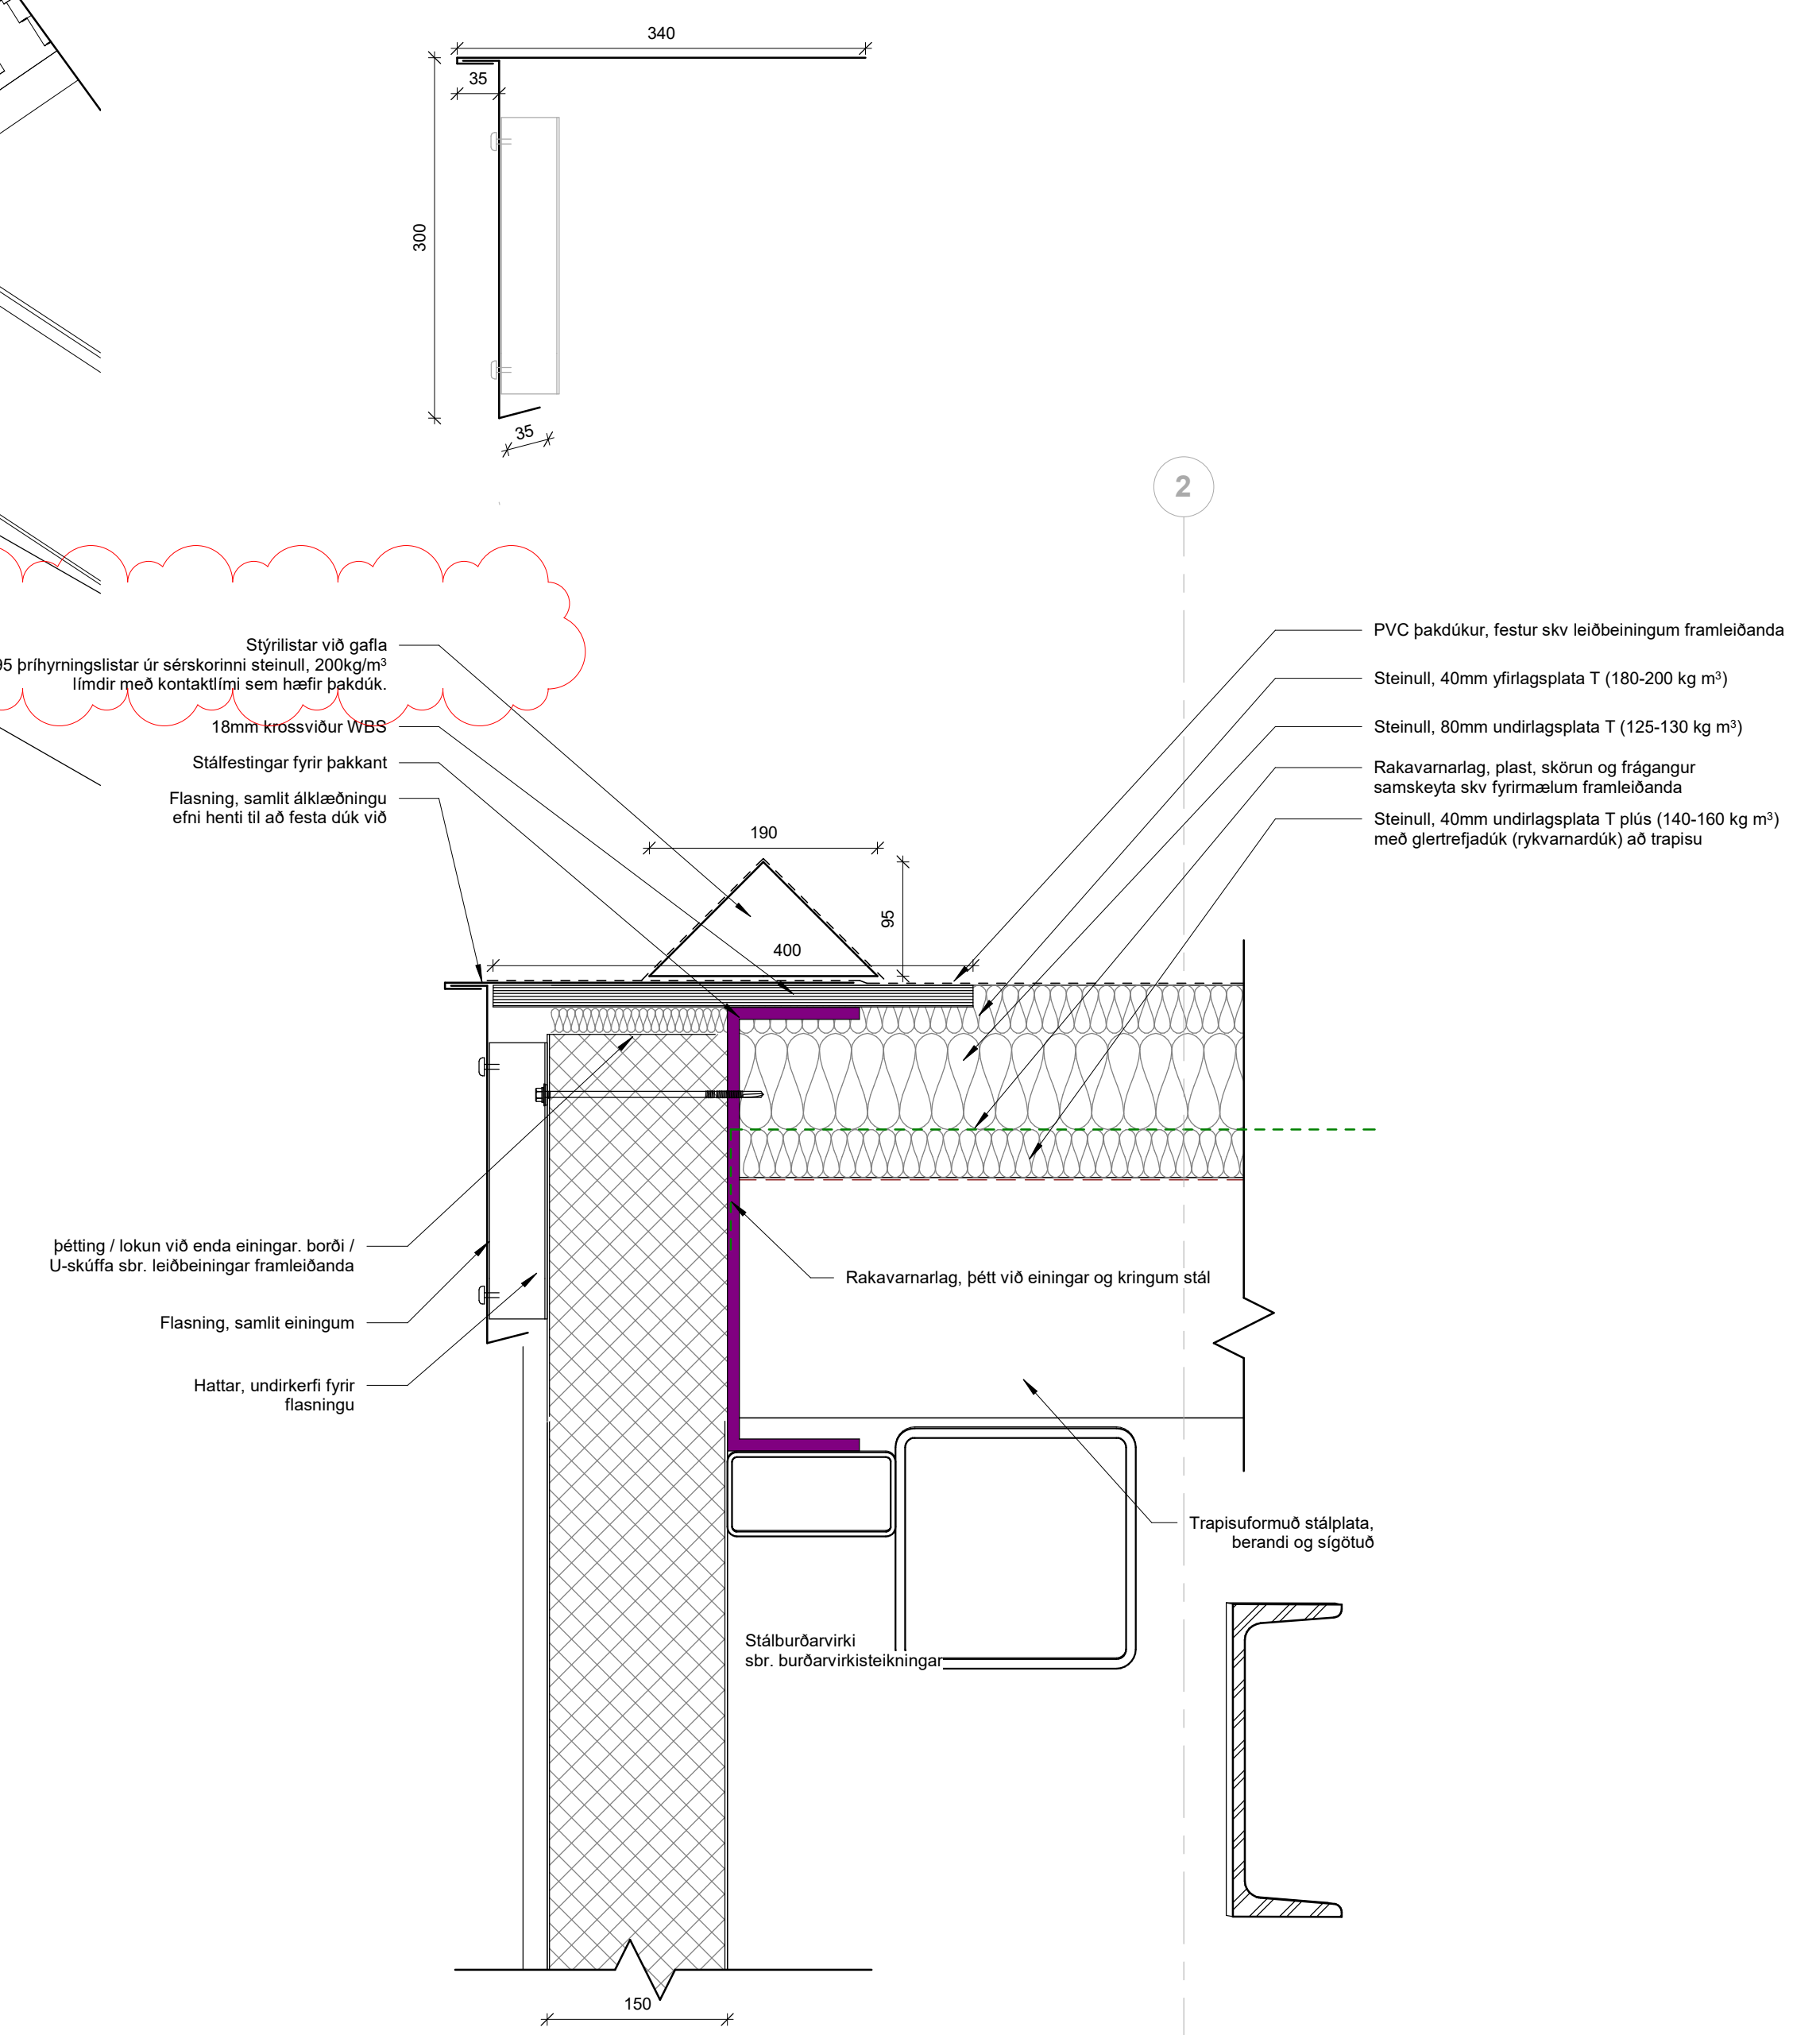 340
35
300
35
2
Stýrilistar við gafla
95 þríhyrningslistar úr sérskorinni steinull, 200kg/m³
límdir með kontaktlími sem hæfir þakdúk.
18mm krossviður WBS
Stálfestingar fyrir þakkant
Flasning, samlit álklæðningu
efni henti til að festa dúk við
PVC þakdúkur, festur skv leiðbeiningum framleiðanda
Steinull, 40mm yfirlagsplata T (180-200 kg m³)
Steinull, 80mm undirlagsplata T (125-130 kg m³)
Rakavarnarlag, plast, skörun og frágangur
samskeyta skv fyrirmælum framleiðanda
Steinull, 40mm undirlagsplata T plús (140-160 kg m³)
með glertrefjadúk (rykvarnardúk) að trapisu
190
95
400
þétting / lokun við enda einingar. borði /
U-skúffa sbr. leiðbeiningar framleiðanda
Flasning, samlit einingum
Hattar, undirkerfi fyrir
flasningu
Rakavarnarlag, þétt við einingar og kringum stál
Trapisuformuð stálplata,
berandi og sígötuð
Stálburðarvirki
sbr. burðarvirkisteikningar
150